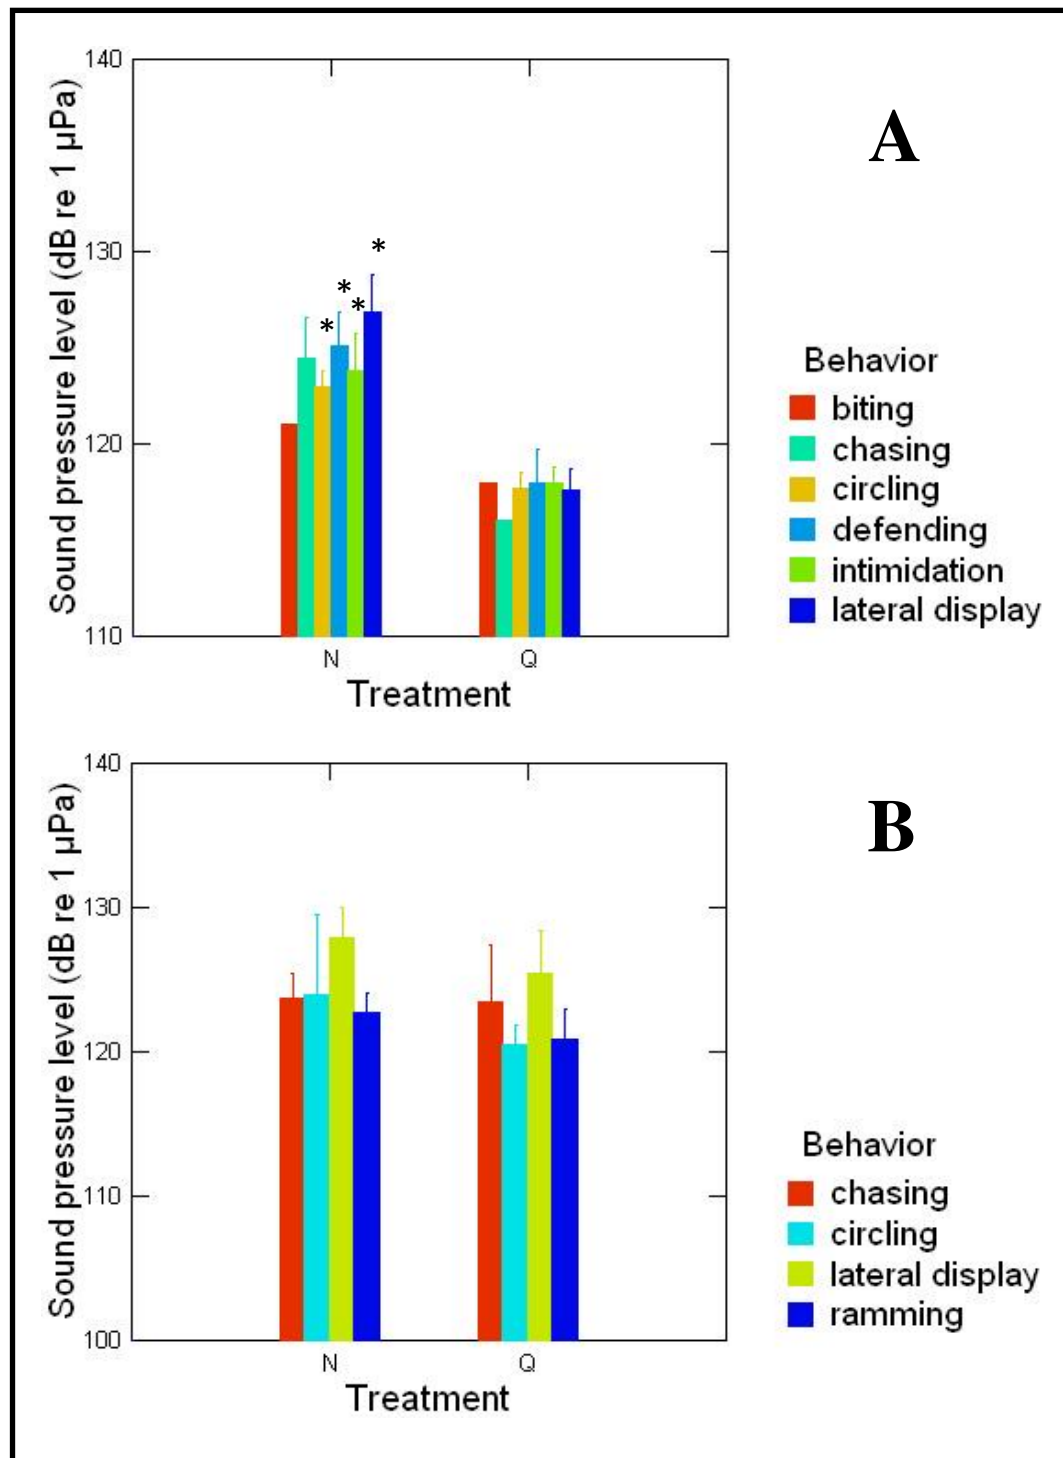 A
Sound pressure level (dB re 1 µPa)
140
130
120
110
*
*
*
*
N
Q
Treatment
Behavior
biting
chasing
circling
defending
intimidation
lateral display
B
Sound pressure level (dB re 1 µPa)
140
130
120
110
100
N
Q
Treatment
Behavior
chasing
circling
lateral display
ramming